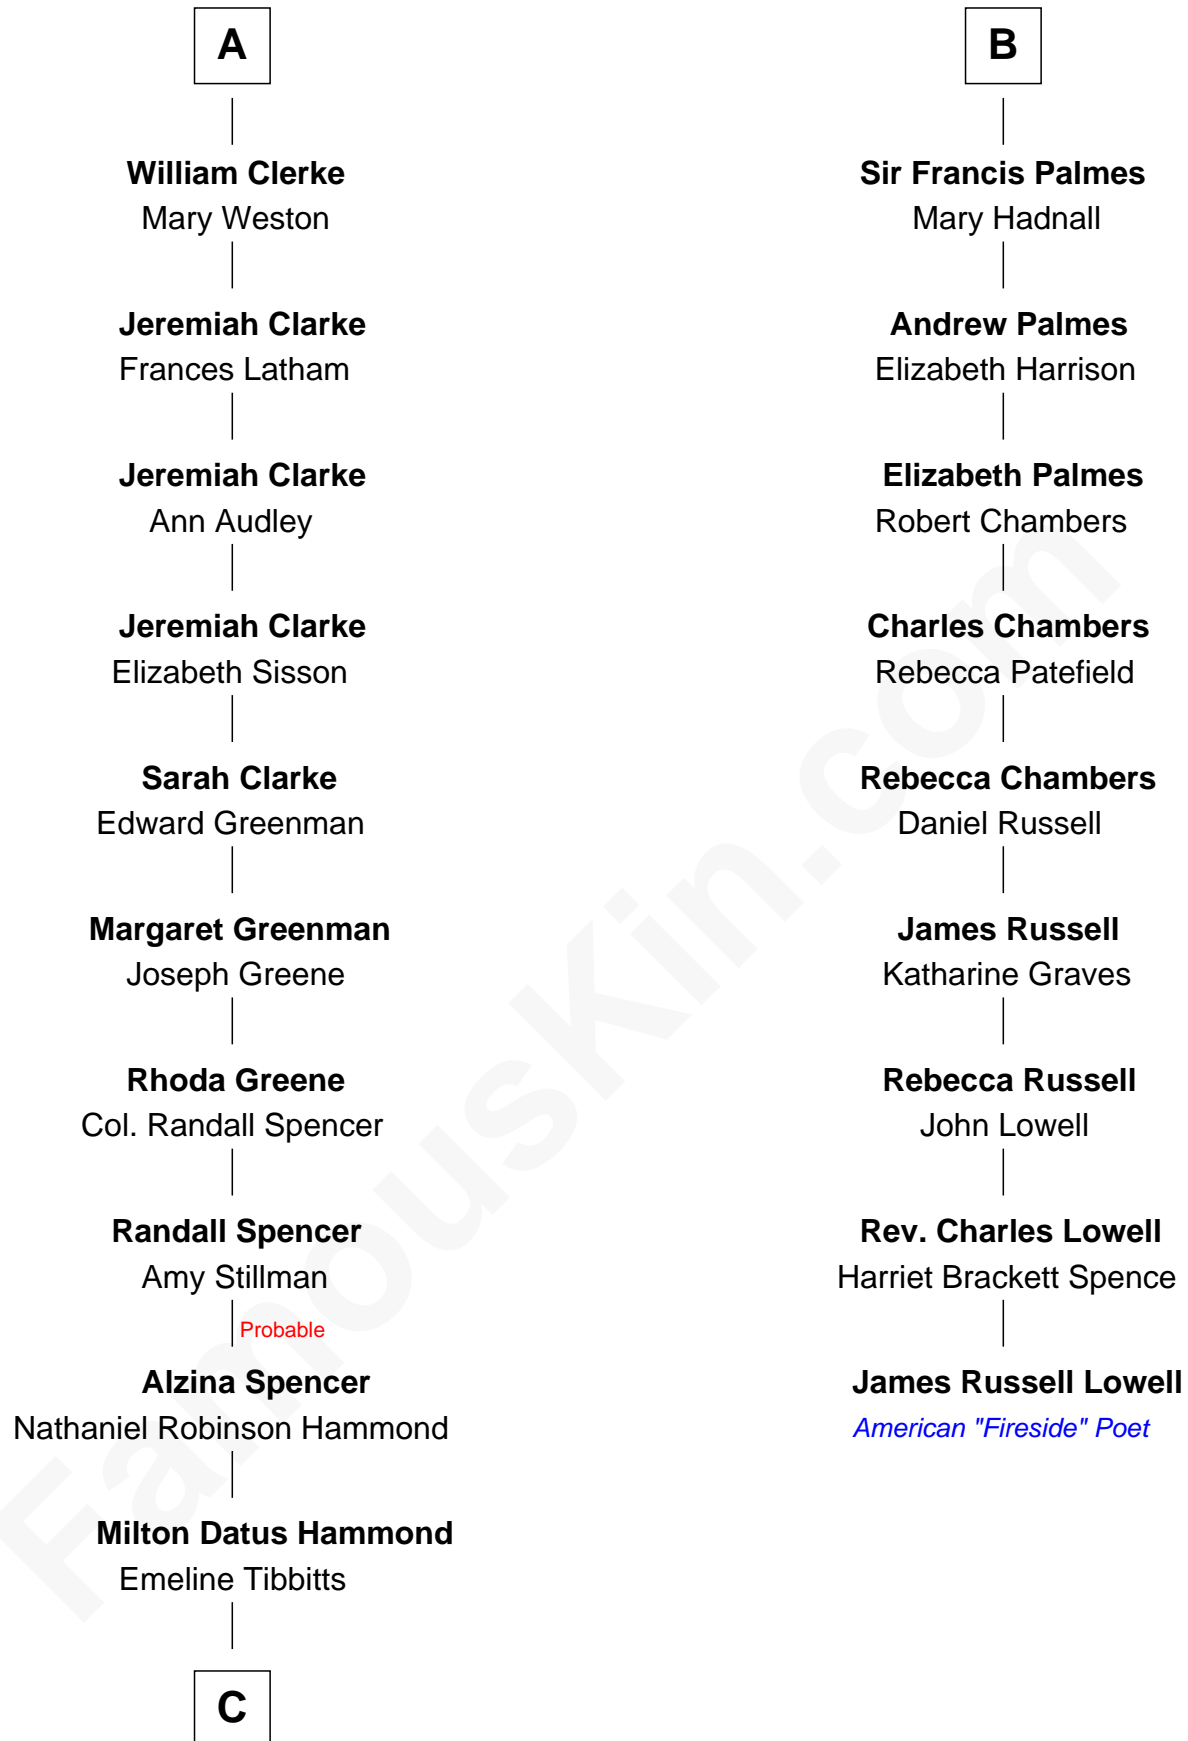 A
William Clerke
Mary Weston
Jeremiah Clarke
Frances Latham
Jeremiah Clarke
Ann Audley
Jeremiah Clarke
Elizabeth Sisson
Sarah Clarke
Edward Greenman
Margaret Greenman
Joseph Greene
Rhoda Greene
Col. Randall Spencer
Randall Spencer
Amy Stillman
Probable
Alzina Spencer
Nathaniel Robinson Hammond
Milton Datus Hammond
Emeline Tibbitts
C
B
Sir Francis Palmes
Mary Hadnall
Andrew Palmes
Elizabeth Harrison
Elizabeth Palmes
Robert Chambers
Charles Chambers
Rebecca Patefield
Rebecca Chambers
Daniel Russell
James Russell
Katharine Graves
Rebecca Russell
John Lowell
Rev. Charles Lowell
Harriet Brackett Spence
James Russell Lowell
American "Fireside" Poet
FamousKin.com